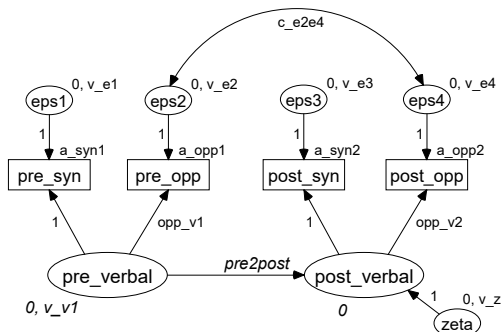 c_e2e4
0, v_e1
0, v_e2
0, v_e3
0, v_e4
eps1
eps2
eps3
eps4
1
1
1
1
a_syn1
a_opp1
a_syn2
a_opp2
pre_syn
pre_opp
post_syn
post_opp
1
opp_v1
1
opp_v2
pre_verbal
pre2post
post_verbal
0, v_v1
0
1
0, v_z
zeta